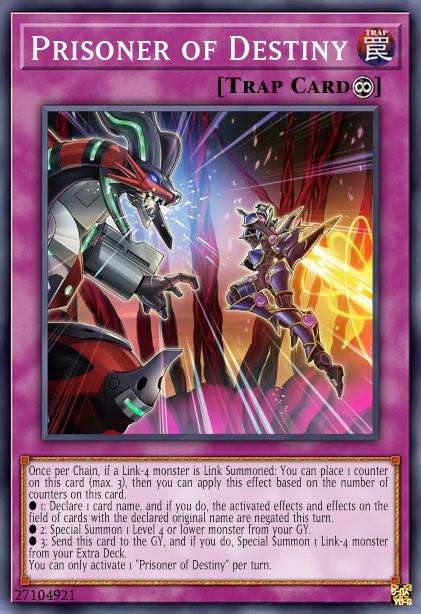 PRISONER OF DESTINY
TRAP
罠
[TRAP CARD]
Once per Chain, if a Link-4 monster is Link Summoned: You can place 1 counter
on this card (max. 3), then you can apply this effect based on the number of
counters on this card.
● 1: Declare 1 card name, and if you do, the activated effects and effects on the
field of cards with the declared original name are negated this turn.
● 2: Special Summon 1 Level 4 or lower monster from your GY.
● 3: Send this card to the GY, and if you do, Special Summon 1 Link-4 monster
from your Extra Deck.
You can only activate 1 "Prisoner of Destiny" per turn.
27104921